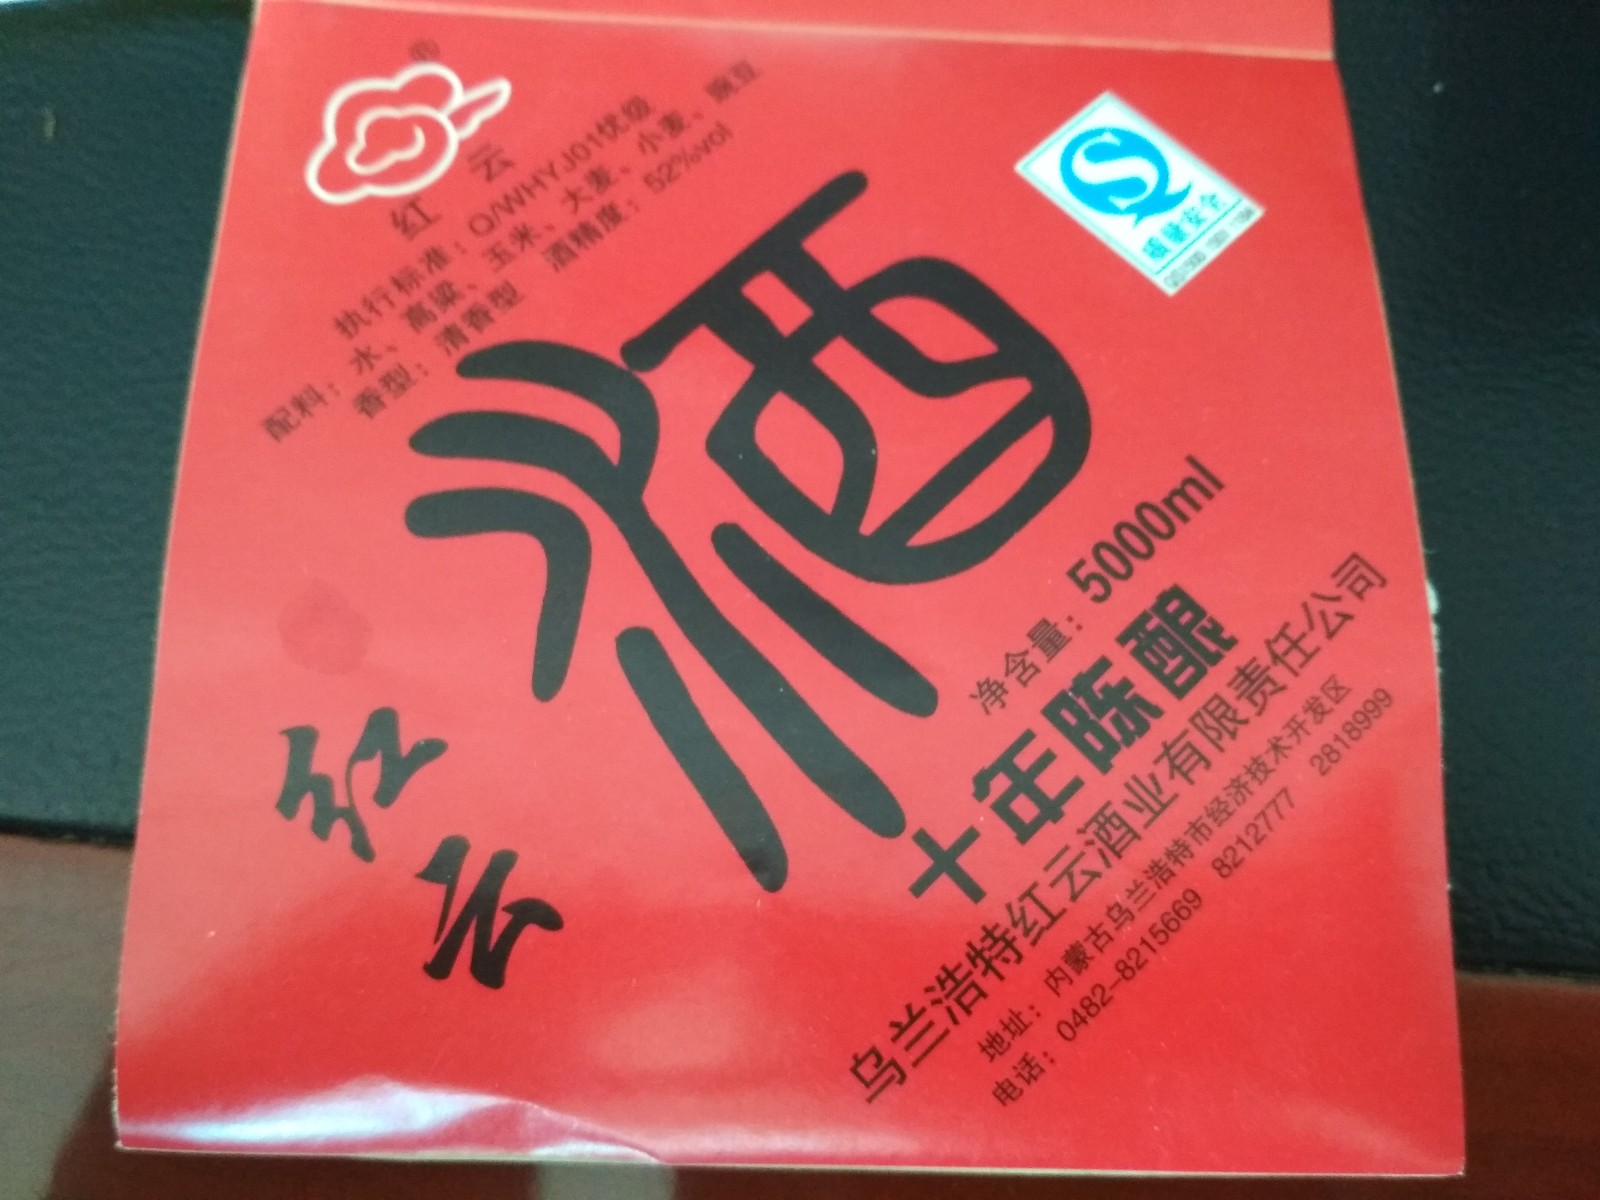 ®
红云
执行标准：Q/WHYJ01优级
配料：水、高粱、玉米、大麦、小麦、豌豆
香型：清香型 酒精度：52%vol
质量安全
酒
红云
净含量：5000ml
十年陈酿
乌兰浩特红云酒业有限责任公司
地址：内蒙古乌兰浩特市经济技术开发区
电话：0482-8215669 8212777 2818999